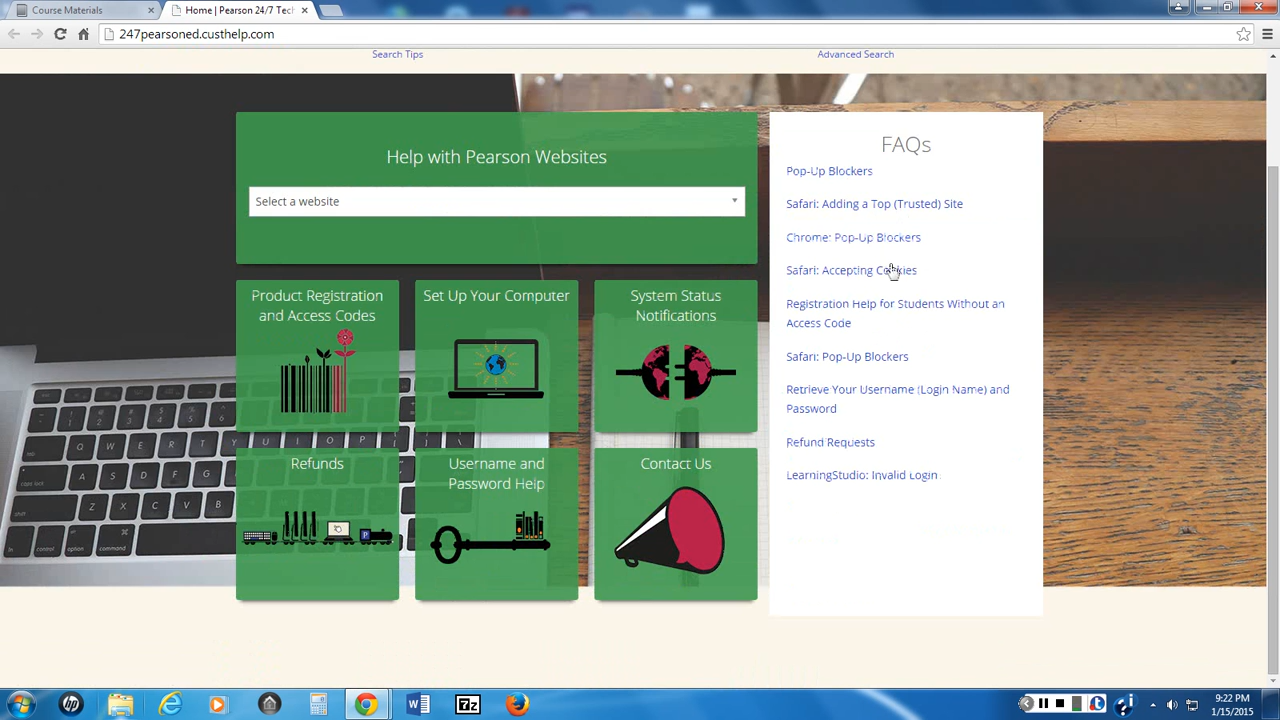 Course Materials
Home | Pearson 24/7 Tech
247pearsoned.custhelp.com
Search Tips
Advanced Search
Help with Pearson Websites
Select a website
Product Registration
and Access Codes
Set Up Your Computer
System Status
Notifications
Refunds
Username and
Password Help
Contact Us
FAQs
Pop-Up Blockers
Safari: Adding a Top (Trusted) Site
Chrome: Pop-Up Blockers
Safari: Accepting Cookies
Registration Help for Students Without an
Access Code
Safari: Pop-Up Blockers
Retrieve Your Username (Login Name) and
Password
Refund Requests
LearningStudio: Invalid Login
9:22 PM
1/15/2015